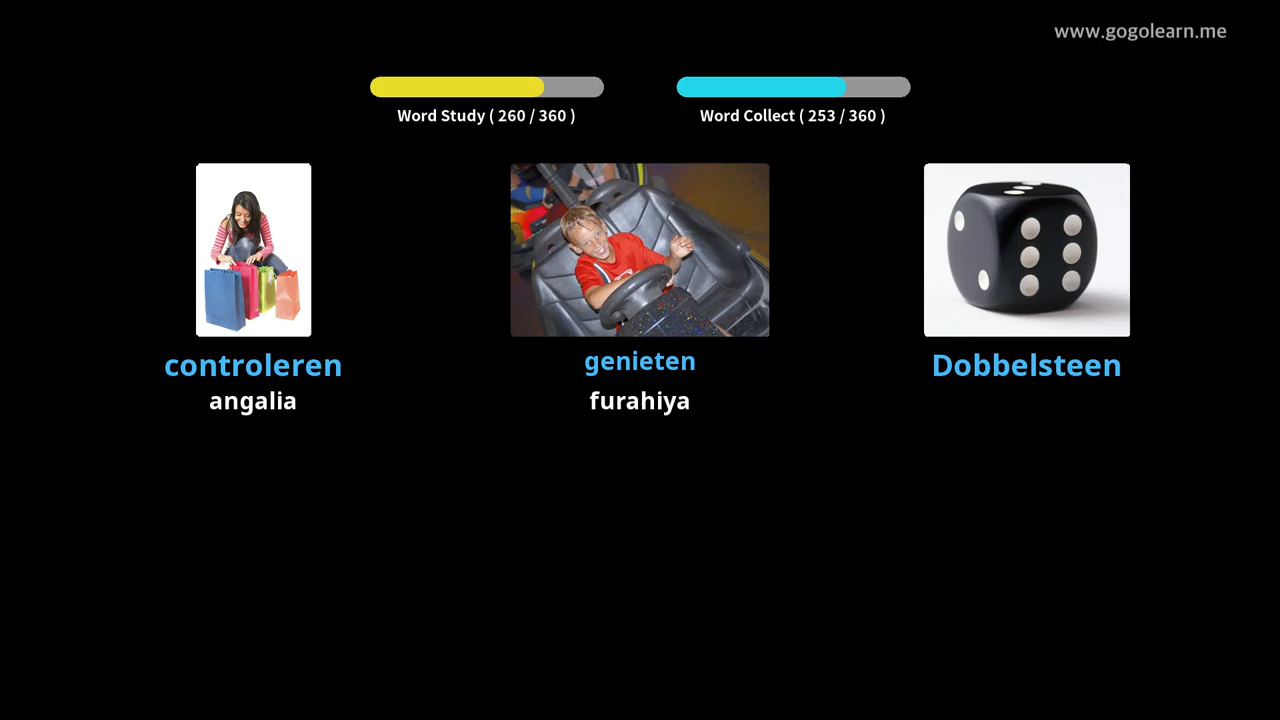 www.gogolearn.me
Word Study ( 260 / 360 )
Word Collect ( 253 / 360 )
controleren
angalia
genieten
furahiya
Dobbelsteen